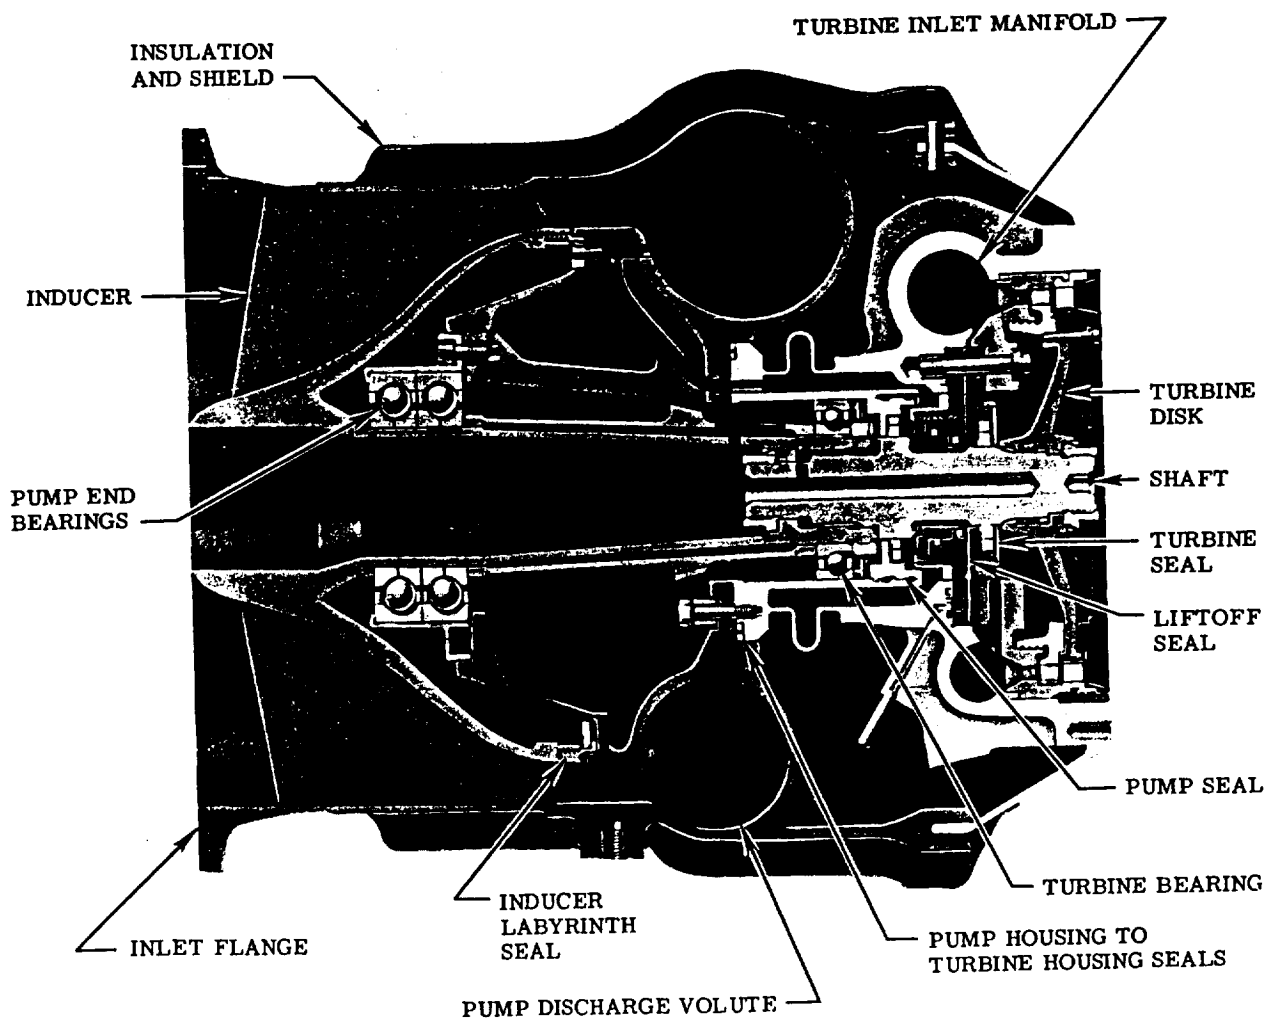 TURBINE INLET MANIFOLD
INSULATION
AND SHIELD
INDUCER
TURBINE
DISK
SHAFT
PUMP END
BEARINGS
TURBINE
SEAL
LIFTOFF
SEAL
PUMP SEAL
TURBINE BEARING
INDUCER
LABYRINTH
SEAL
PUMP HOUSING TO
TURBINE HOUSING SEALS
INLET FLANGE
PUMP DISCHARGE VOLUTE